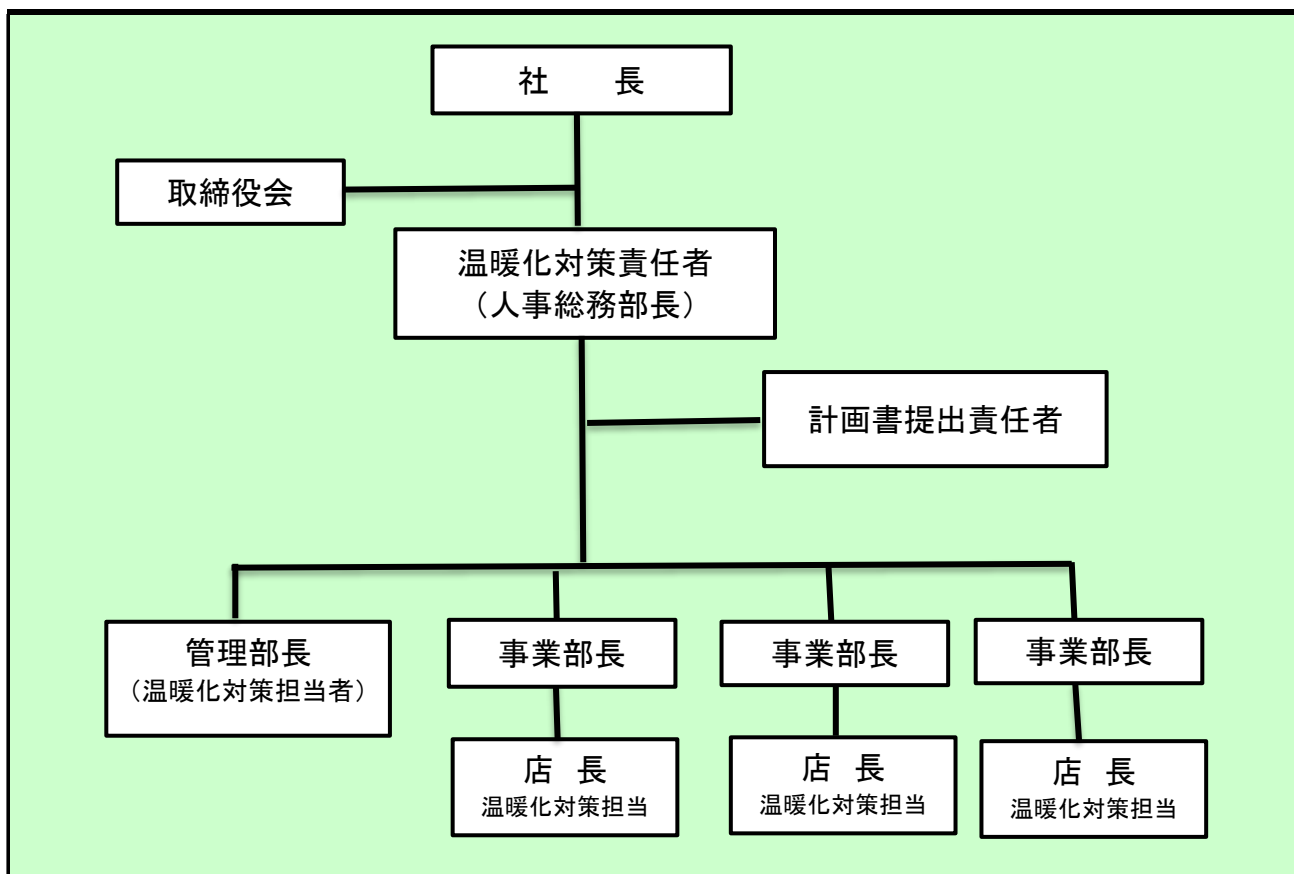 社　　長
取締役会
温暖化対策責任者
（人事総務部長）
計画書提出責任者
管理部長
（温暖化対策担当者）
事業部長
事業部長
事業部長
店　長
温暖化対策担当
店　長
温暖化対策担当
店　長
温暖化対策担当